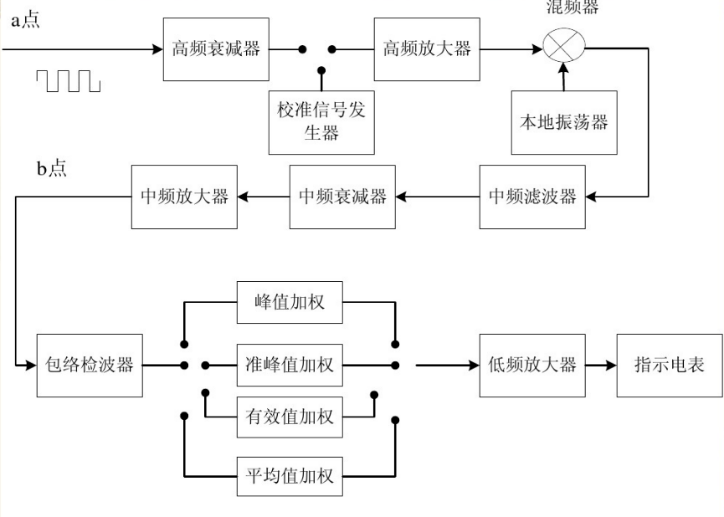 混频器
a点
高频衰减器
高频放大器
校准信号发
生器
本地振荡器
b点
中频放大器
中频衰减器
中频滤波器
峰值加权
包络检波器
准峰值加权
低频放大器
指示电表
有效值加权
平均值加权